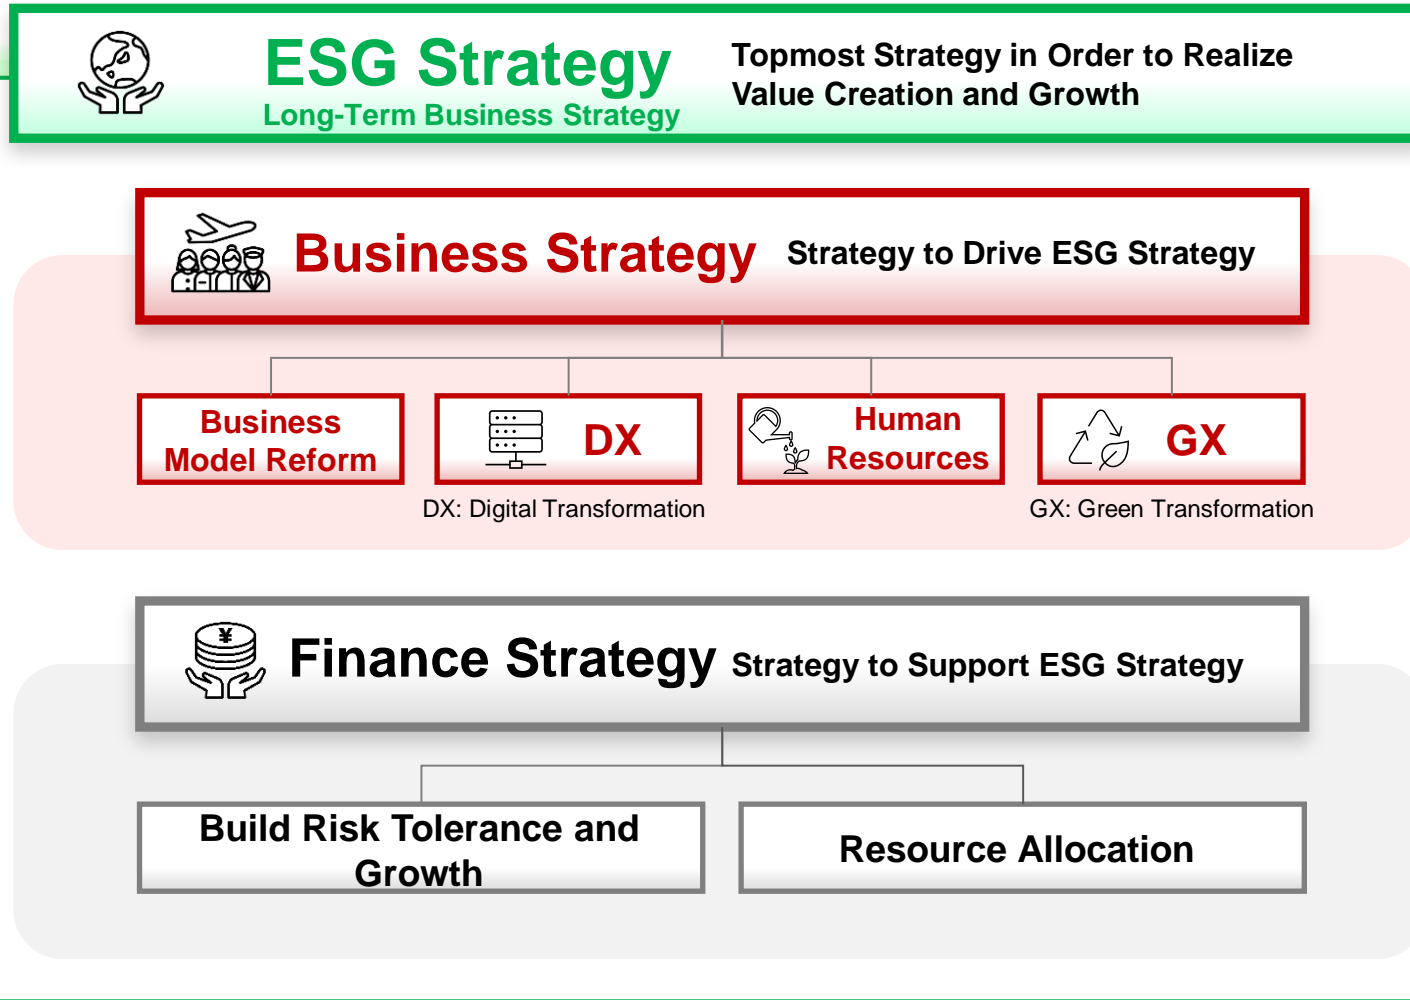 ESG Strategy
Long-Term Business Strategy
Topmost Strategy in Order to Realize
Value Creation and Growth
Business Strategy
Strategy to Drive ESG Strategy
Business
Model Reform
DX
Human
Resources
GX
DX: Digital Transformation
GX: Green Transformation
¥
Finance Strategy
Strategy to Support ESG Strategy
Build Risk Tolerance and
Growth
Resource Allocation